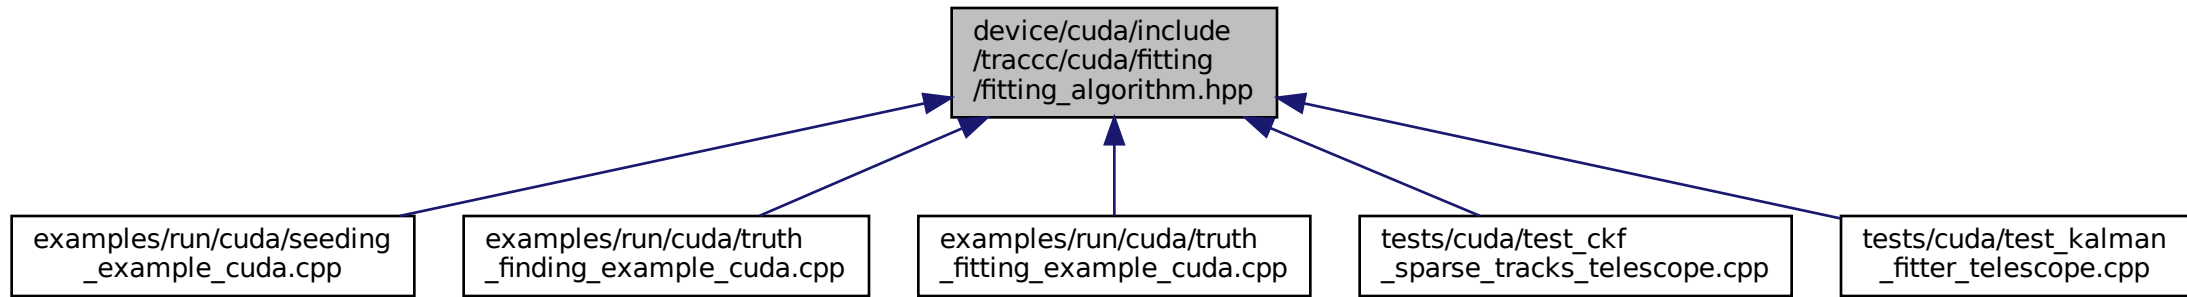 device/cuda/include
/traccc/cuda/fitting
/fitting_algorithm.hpp
examples/run/cuda/seeding
_example_cuda.cpp
examples/run/cuda/truth
_finding_example_cuda.cpp
examples/run/cuda/truth
_fitting_example_cuda.cpp
tests/cuda/test_ckf
_sparse_tracks_telescope.cpp
tests/cuda/test_kalman
_fitter_telescope.cpp